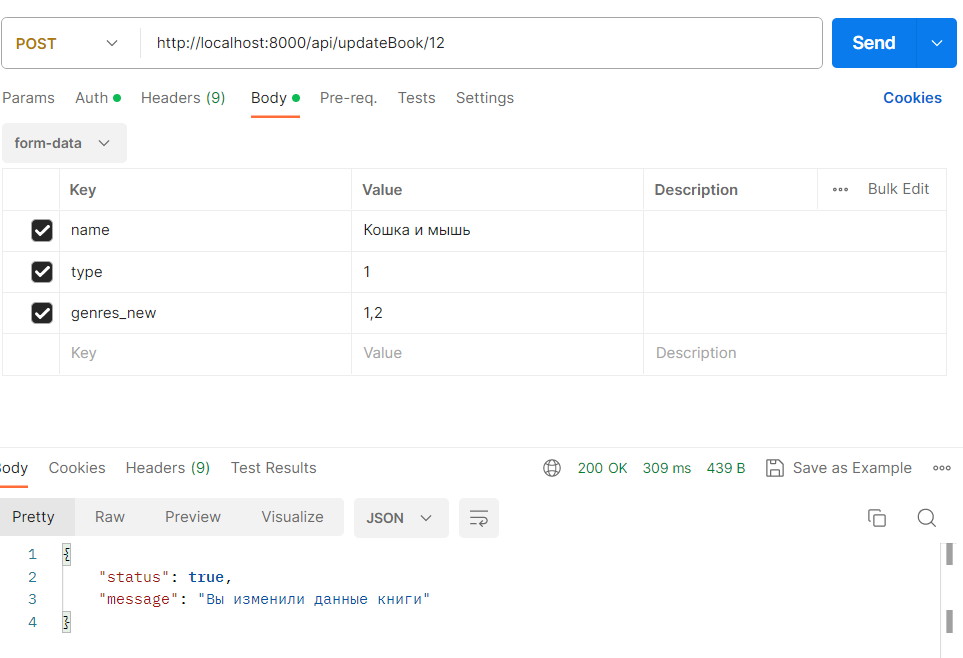 POST http://localhost:8000/api/updateBook/12 Send
Params Auth Headers (9) Body Pre-req. Tests Settings Cookies
form-data
Key Value Description Bulk Edit
name Кошка и мышь
type 1
genres_new 1,2
Key Value Description
ody Cookies Headers (9) Test Results 200 OK 309 ms 439 B Save as Example
Pretty Raw Preview Visualize JSON
1 {
2 "status": true,
3 "message": "Вы изменили данные книги"
4 }